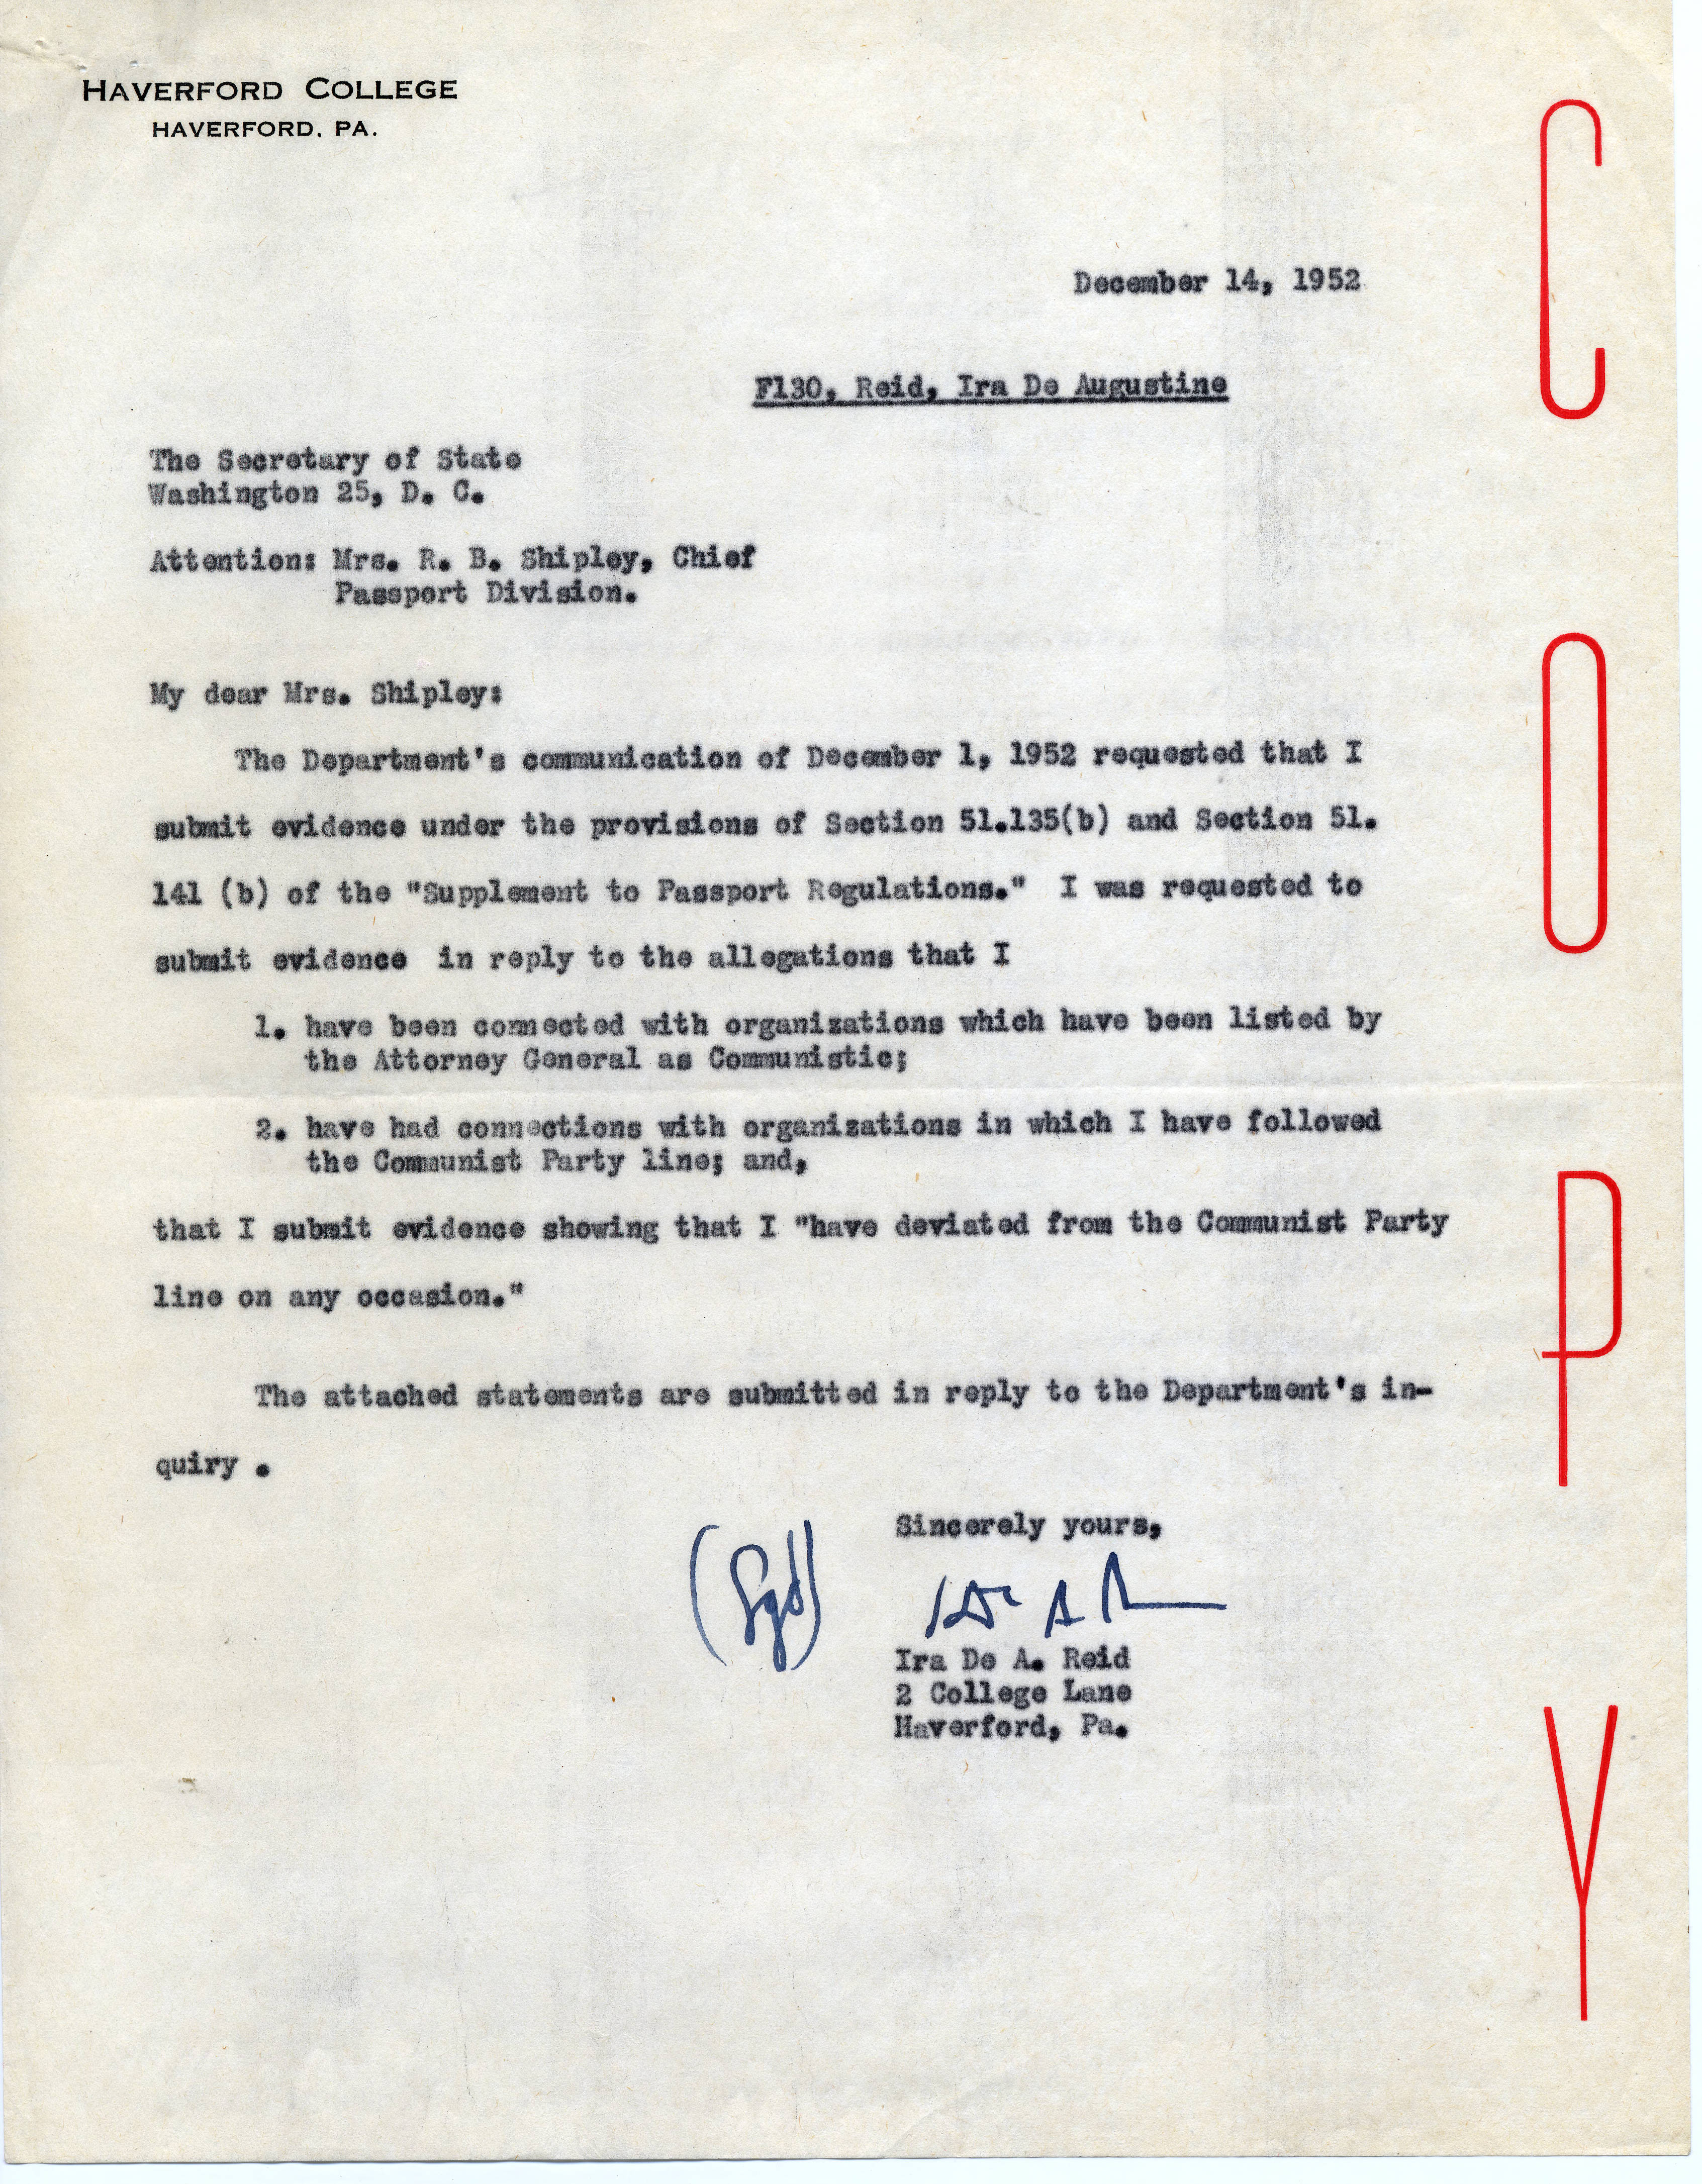 HAVERFORD COLLEGE
HAVERFORD, PA.
December 14, 1952
F130, Reid, Ira De Augustine
The Secretary of State
Washington 25, D. C.
Attention: Mrs. R. B. Shipley, Chief
Passport Division.
My dear Mrs. Shipley:
The Department's communication of December 1, 1952 requested that I
submit evidence under the provisions of Section 51.135(b) and Section 51.
141 (b) of the "Supplement to Passport Regulations." I was requested to
submit evidence in reply to the allegations that I
1. have been connected with organizations which have been listed by
the Attorney General as Communistic;
2. have had connections with organizations in which I have followed
the Communist Party line; and,
that I submit evidence showing that I "have deviated from the Communist Party
line on any occasion."
The attached statements are submitted in reply to the Department's in-
quiry .
Sincerely yours,
(Sgd)
Ira De A. Reid
2 College Lane
Haverford, Pa.
COPY